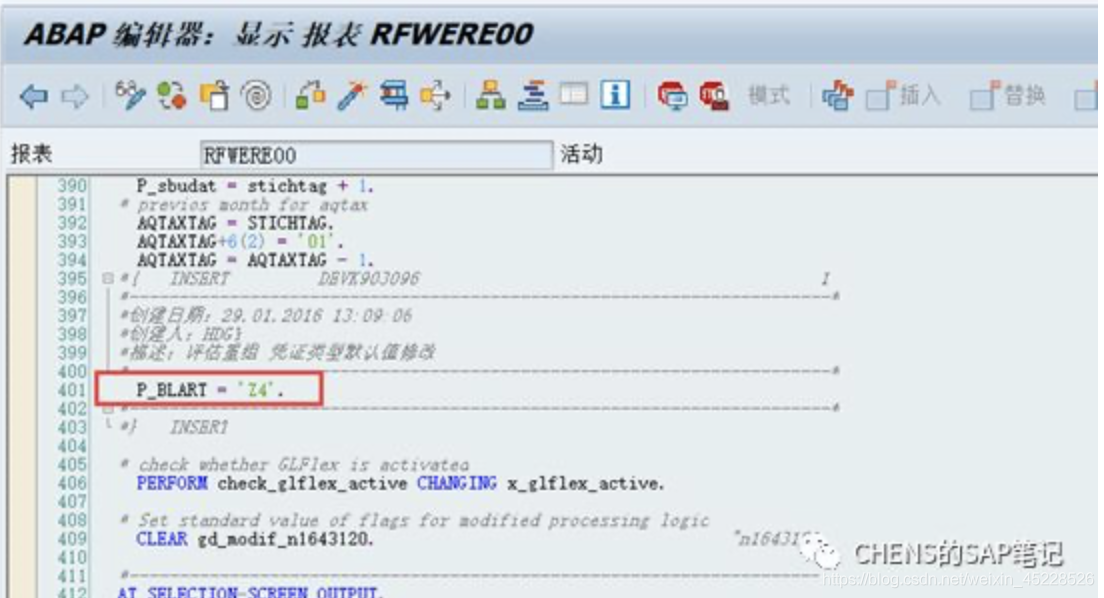 ABAP 编辑器: 显示 报表 RFWERE00
模式 插入 替换
报表 RFWERE00 活动
390 P_sbudat = stichtag + 1.
391 * previos month for aqtax
392 AQTAXTAG = STICHTAG.
393 AQTAXTAG+6(2) = '01'.
394 AQTAXTAG = AQTAXTAG - 1.
395 *{ INSERT DEVK903096 1
396 *----------------------------------------------------------------------*
397 *创建日期: 29.01.2016 13:09:06
398 *创建人: HDG1
399 *描述: 评估重组 凭证类型默认值修改
400 *----------------------------------------------------------------------*
401 P_BLART = 'Z4'.
402 *----------------------------------------------------------------------*
403 *} INSERT
404
405 * check whether GLFlex is activated
406 PERFORM check_glflex_active CHANGING x_glflex_active.
407
408 * Set standard value of flags for modified processing logic
409 CLEAR gd_modif_n1643120. "n16431
410
411 *----------------------------------------------------------------------
412 AT SELECTION-SCREEN OUTPUT.
CHENS的SAP笔记
https://blog.csdn.net/weixin_45228526